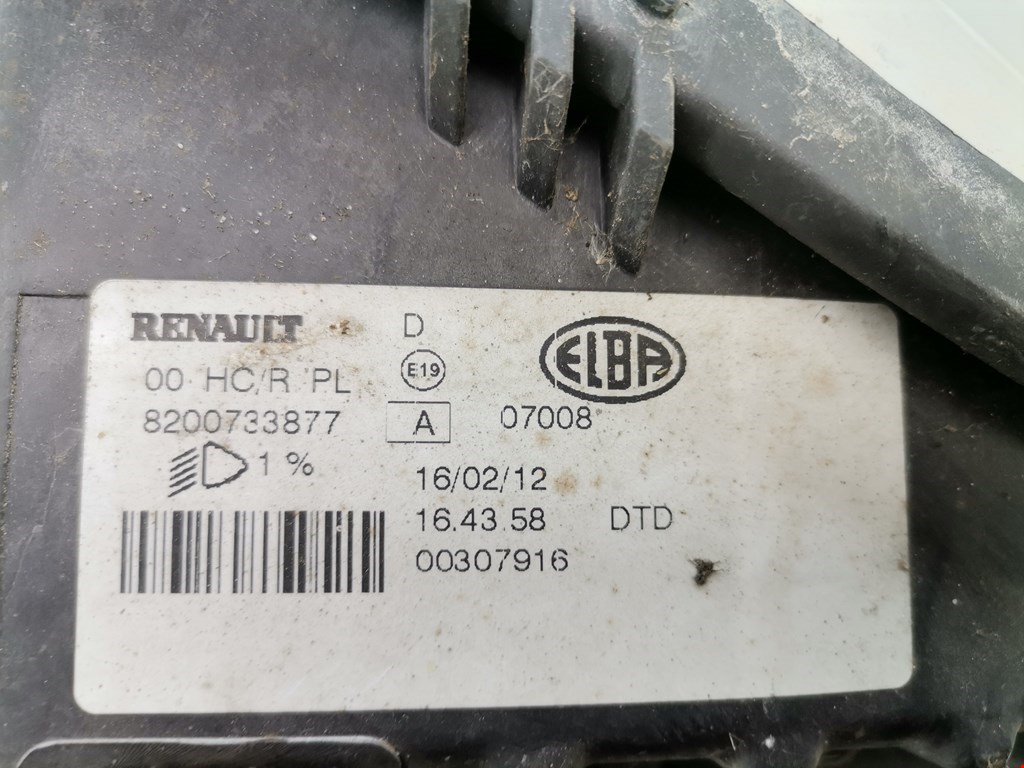 RENAULT D
E19
ELBA
00 HC/R PL
8200733877 A 07008
1 %
16/02/12
16.43.58 DTD
00307916